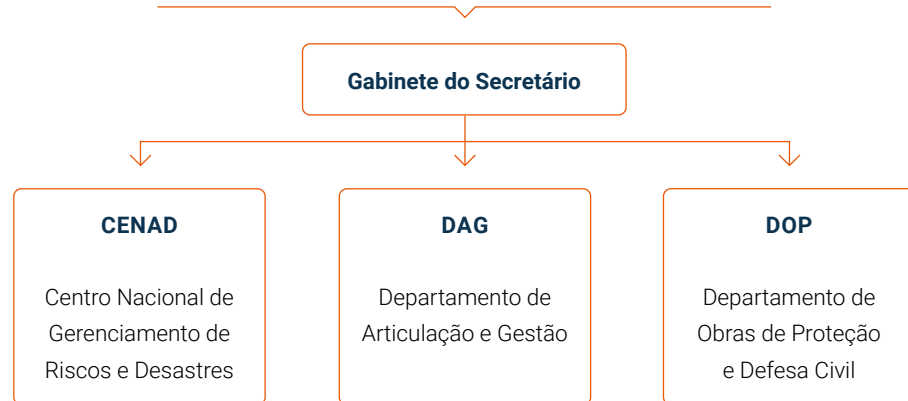 Gabinete do Secretário
CENAD
Centro Nacional de
Gerenciamento de
Riscos e Desastres
DAG
Departamento de
Articulação e Gestão
DOP
Departamento de
Obras de Proteção
e Defesa Civil